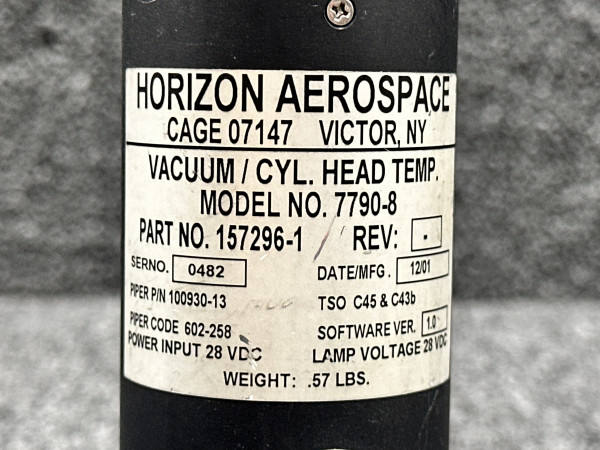 HORIZON AEROSPACE
CAGE 07147 VICTOR, NY
VACUUM / CYL. HEAD TEMP.
MODEL NO. 7790-8
PART NO. 157296-1 REV: -
SERNO. 0482 DATE/MFG. 12/01
PIPER P/N 100930-13 TSO C45 & C43b
PIPER CODE 602-258 SOFTWARE VER. 1.0
POWER INPUT 28 VDC LAMP VOLTAGE 28 VDC
WEIGHT: .57 LBS.